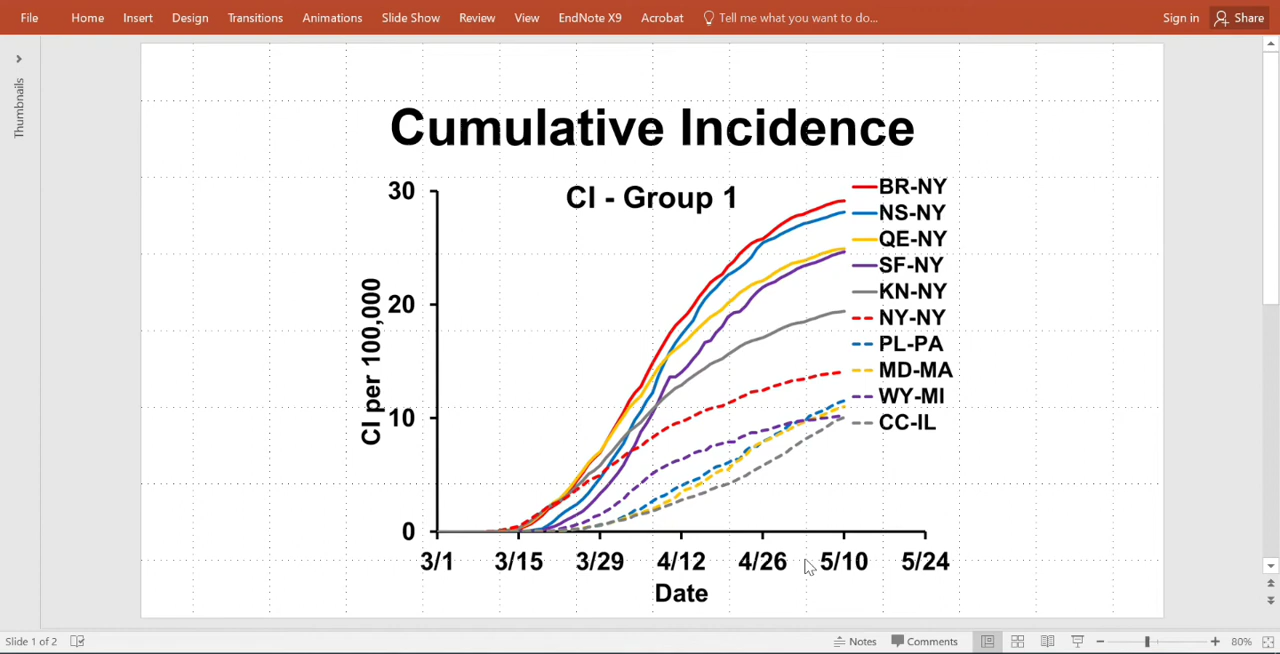 File Home Insert Design Transitions Animations Slide Show Review View EndNote X9 Acrobat Tell me what you want to do... Sign in Share
Thumbnails
Cumulative Incidence
CI - Group 1
CI per 100,000
30
20
10
0
BR-NY
NS-NY
QE-NY
SF-NY
KN-NY
NY-NY
PL-PA
MD-MA
WY-MI
CC-IL
3/1 3/15 3/29 4/12 4/26 5/10 5/24
Date
Slide 1 of 2 Notes Comments 80%